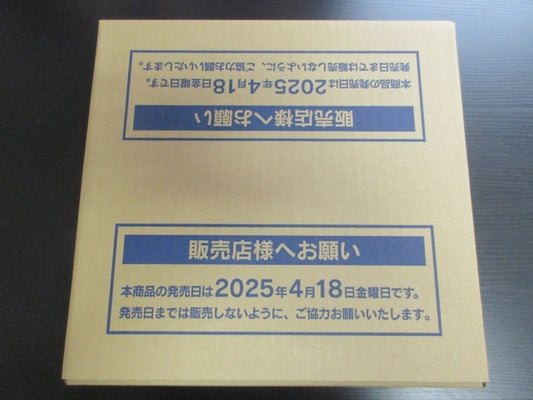 販売店様へお願い
本商品の発売日は2025年4月18日金曜日です。
発売日までは販売しないように、ご協力お願いいたします。
販売店様へお願い
本商品の発売日は2025年4月18日金曜日です。
発売日までは販売しないように、ご協力お願いいたします。